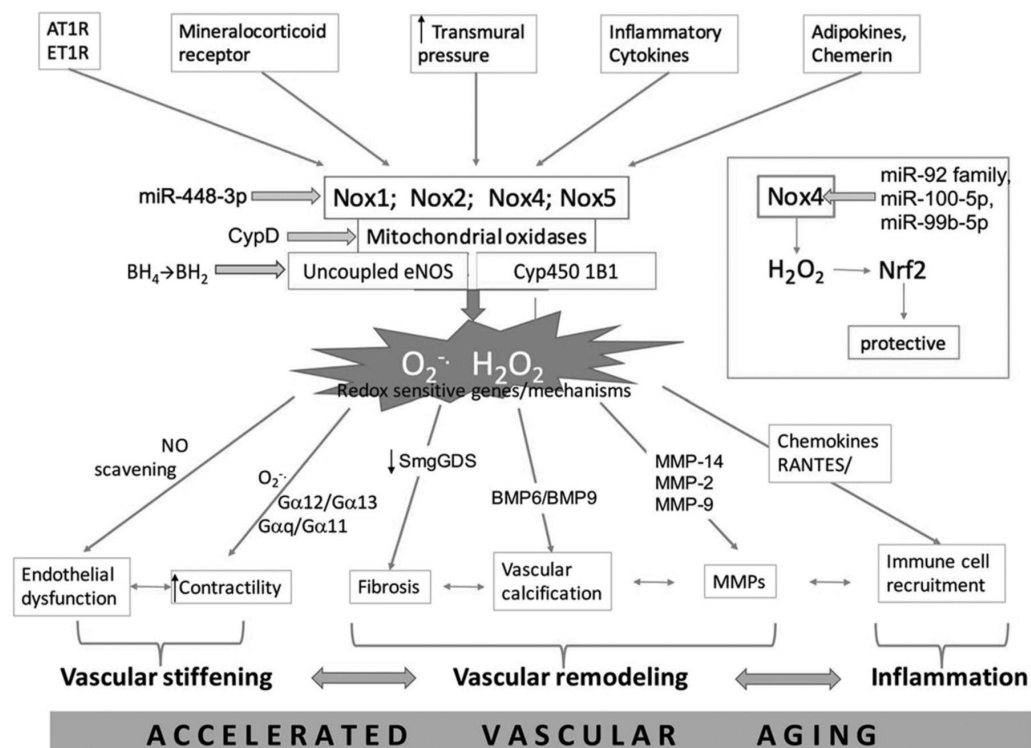 AT1R
ET1R
Mineralocorticoid
receptor
↑ Transmural
pressure
Inflammatory
Cytokines
Adipokines,
Chemerin
miR-448-3p
Nox1; Nox2; Nox4; Nox5
CypD
Mitochondrial oxidases
BH₄→BH₂
Uncoupled eNOS
Cyp450 1B1
Nox4
miR-92 family,
miR-100-5p,
miR-99b-5p
H₂O₂
Nrf2
protective
O₂⁻· H₂O₂
Redox sensitive genes/mechanisms
NO
scavening
O₂⁻·
Gα12/Gα13
Gαq/Gα11
↓ SmgGDS
BMP6/BMP9
MMP-14
MMP-2
MMP-9
Chemokines
RANTES/
Endothelial
dysfunction
↑Contractility
Fibrosis
Vascular
calcification
MMPs
Immune cell
recruitment
Vascular stiffening
Vascular remodeling
Inflammation
ACCELERATED VASCULAR AGING